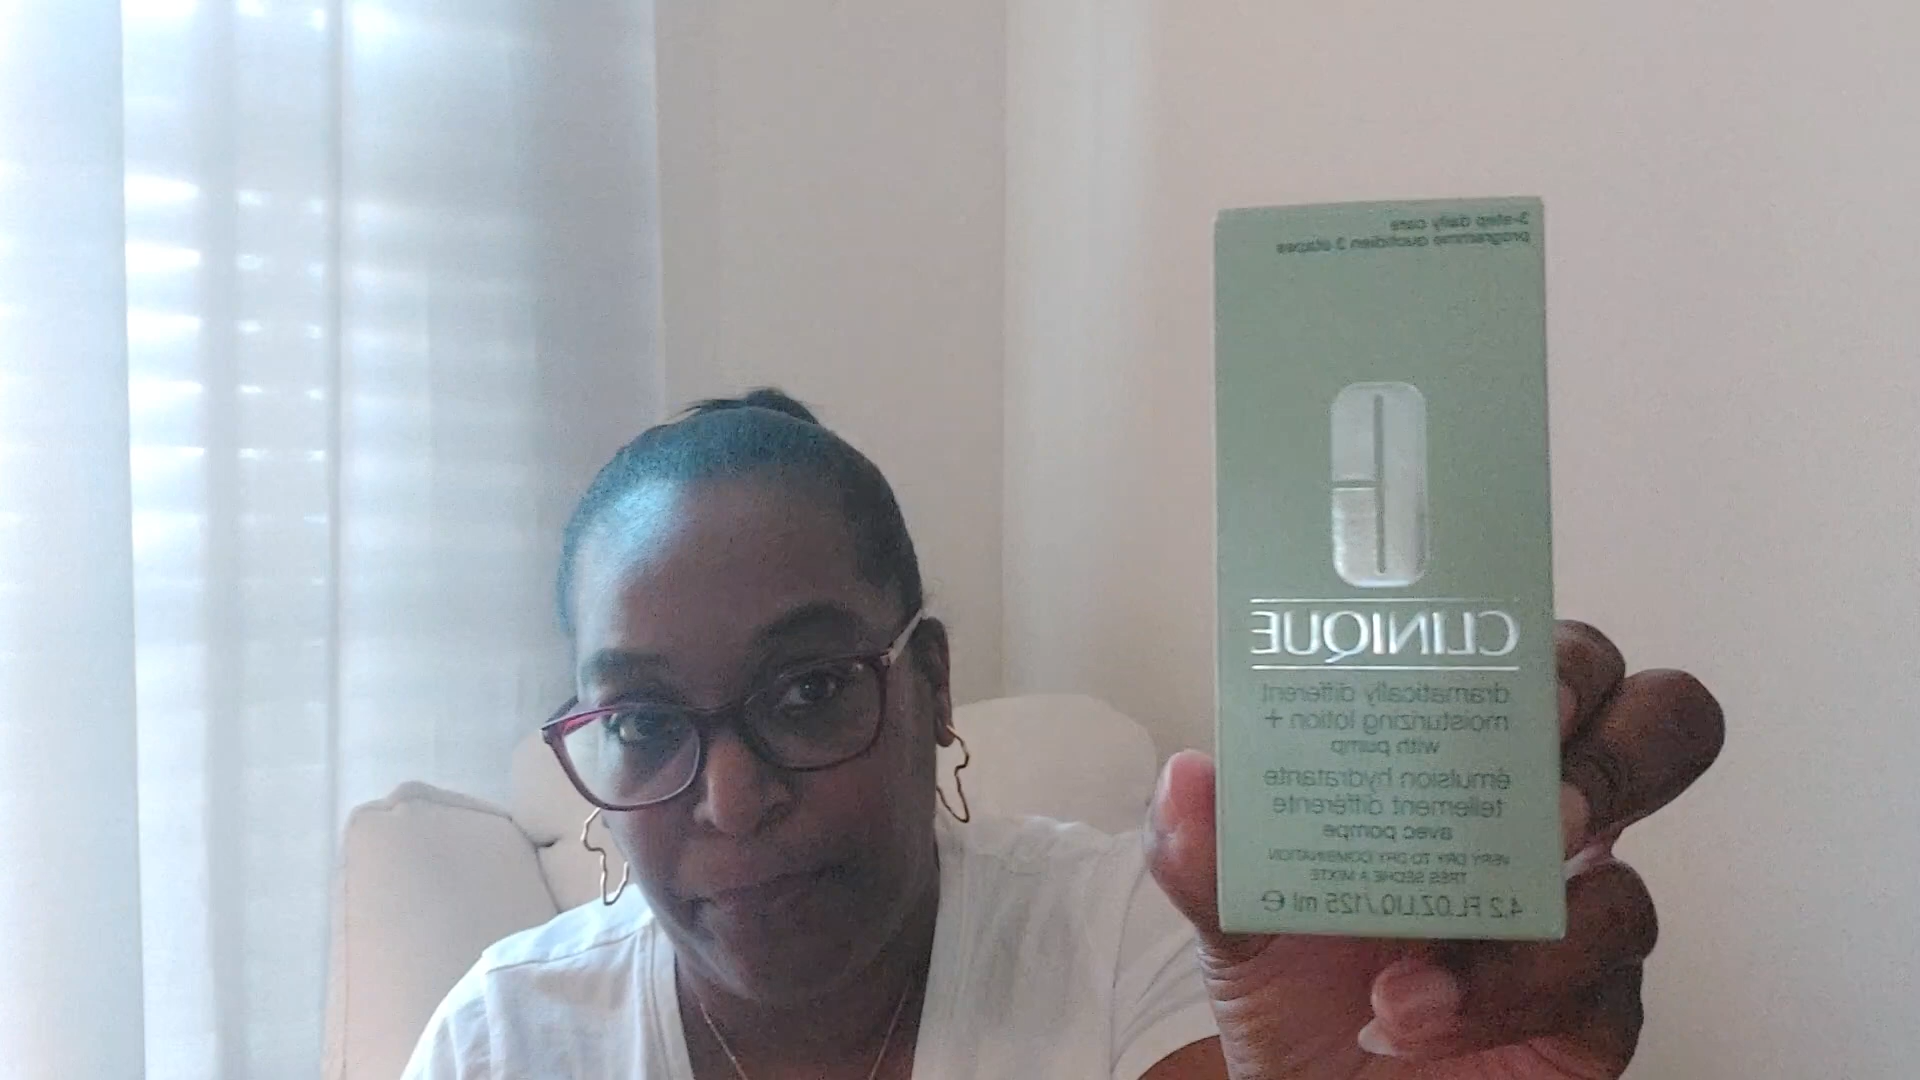 3-step daily care
programme quotidien 3 étapes
CLINIQUE
dramatically different
moisturizing lotion +
with pump
émulsion hydratante
tellement différente
avec pompe
VERY DRY TO DRY COMBINATION
TRÈS SÈCHE A MIXTE
4.2 FL.OZ.LIQ./125 ml ℮